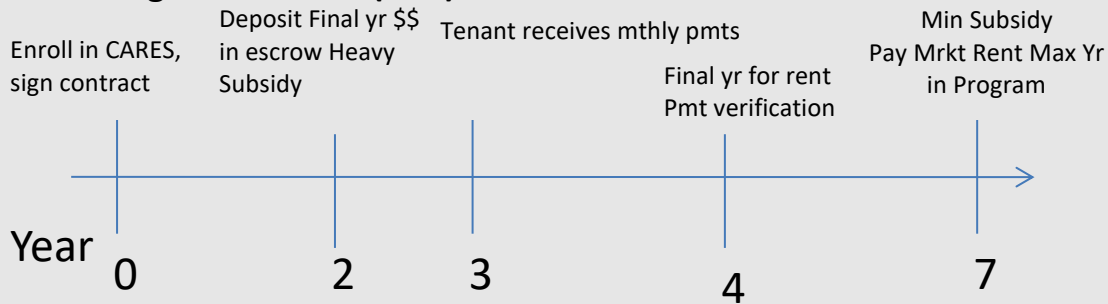 Enroll in CARES,
sign contract
Deposit Final yr $$
in escrow Heavy
Subsidy
Tenant receives mthly pmts
Final yr for rent
Pmt verification
Min Subsidy
Pay Mrkt Rent Max Yr
in Program
Year
0
2
3
4
7